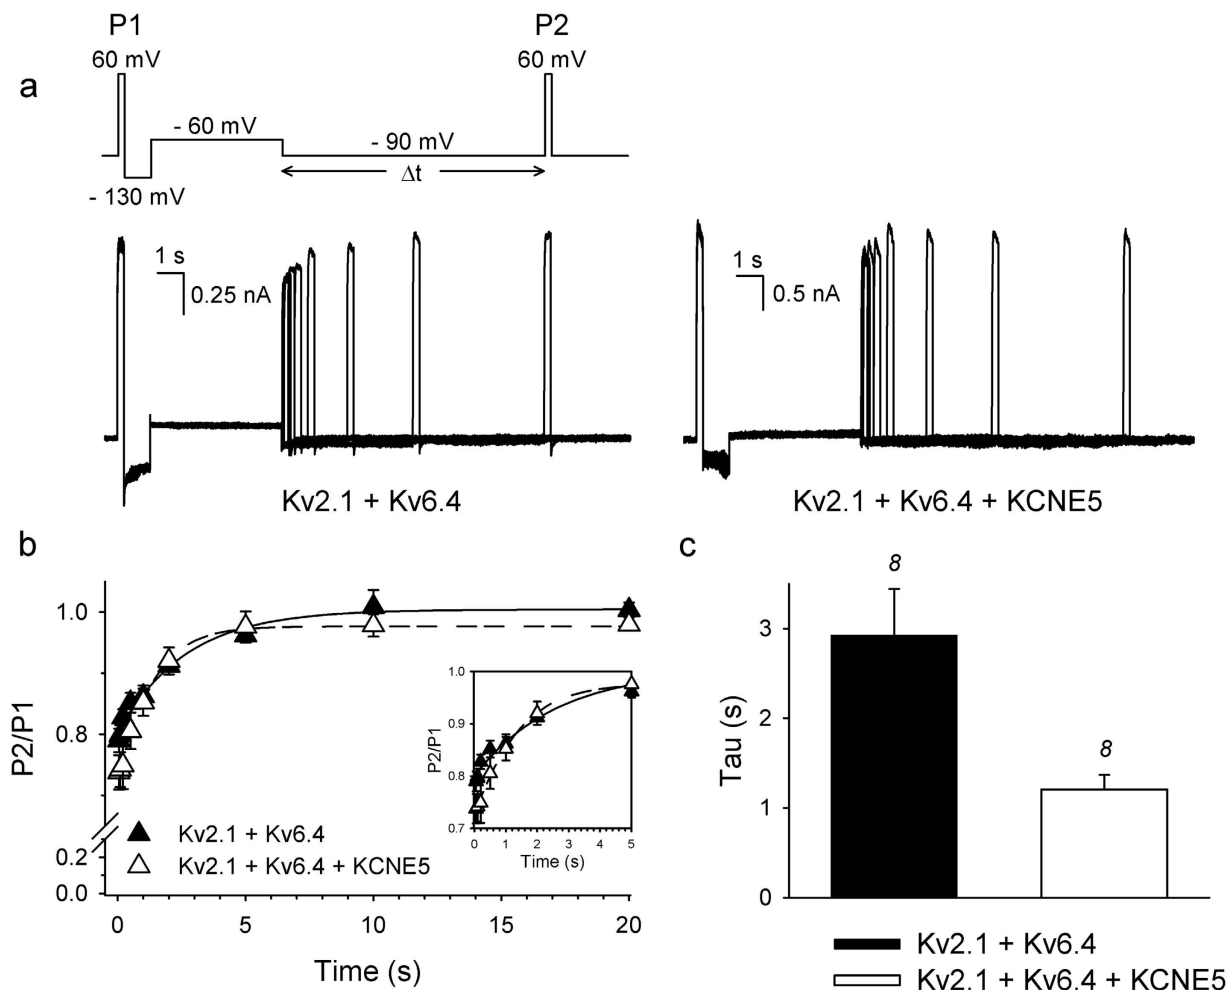 P1
P2
60 mV
60 mV
a
- 60 mV
- 90 mV
Δt
- 130 mV
1 s
0.25 nA
1 s
0.5 nA
Kv2.1 + Kv6.4
Kv2.1 + Kv6.4 + KCNE5
b
1.0
0.8
0.2
0.0
P2/P1
0
5
10
15
20
Time (s)
Kv2.1 + Kv6.4
Kv2.1 + Kv6.4 + KCNE5
1.0
0.9
0.8
0.7
P2/P1
0
1
2
3
4
5
Time (s)
c
8
8
3
2
1
0
Tau (s)
Kv2.1 + Kv6.4
Kv2.1 + Kv6.4 + KCNE5